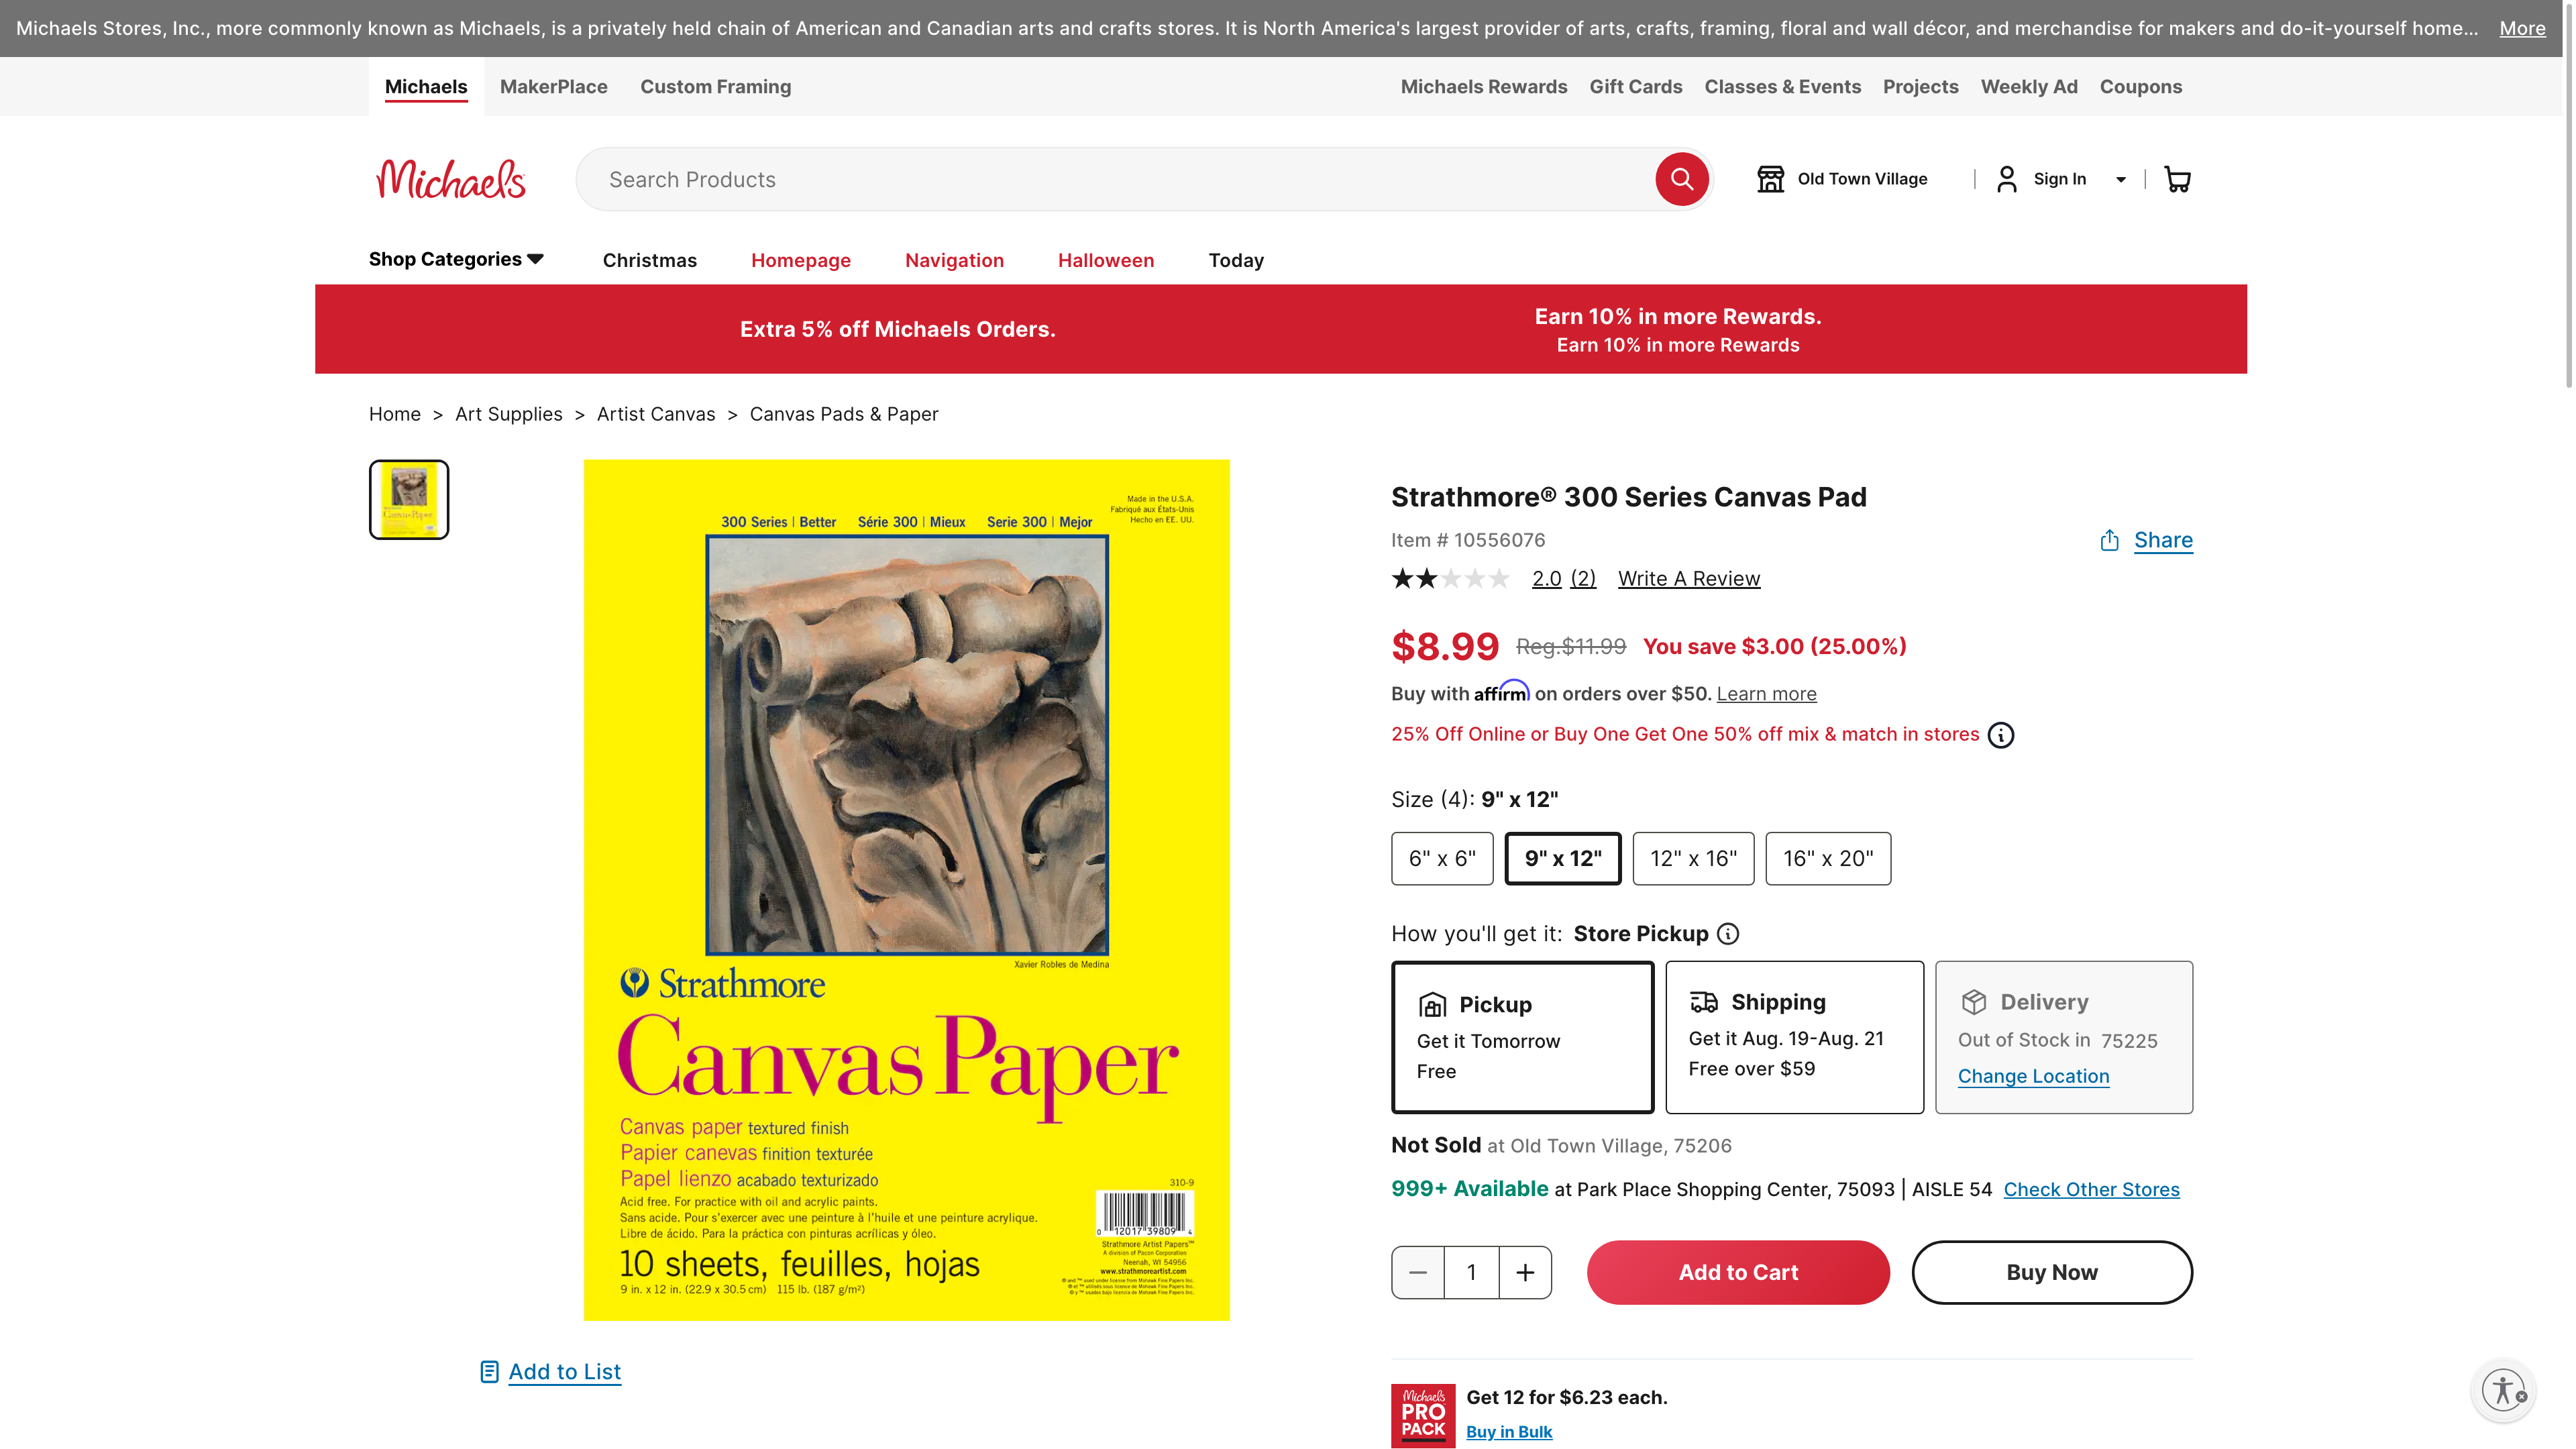 Michaels Stores, Inc., more commonly known as Michaels, is a privately held chain of American and Canadian arts and crafts stores. It is North America's largest provider of arts, crafts, framing, floral and wall décor, and merchandise for makers and do-it-yourself home... More
Michaels MakerPlace Custom Framing Michaels Rewards Gift Cards Classes & Events Projects Weekly Ad Coupons
Michaels Search Products Old Town Village Sign In
Shop Categories Christmas Homepage Navigation Halloween Today
Extra 5% off Michaels Orders.
Earn 10% in more Rewards.
Earn 10% in more Rewards
Home > Art Supplies > Artist Canvas > Canvas Pads & Paper
Made in the U.S.A.
Fabriqué aux États-Unis
Hecho en EE. UU.
300 Series | Better Série 300 | Mieux Serie 300 | Mejor
Xavier Robles de Medina
Strathmore
Canvas Paper
Canvas paper textured finish
Papier canevas finition texturée
Papel lienzo acabado texturizado
Acid free. For practice with oil and acrylic paints.
Sans acide. Pour s'exercer avec une peinture à l'huile et une peinture acrylique.
Libre de ácido. Para la práctica con pinturas acrílicas y óleo.
10 sheets, feuilles, hojas
9 in. x 12 in. (22.9 x 30.5 cm) 115 lb. (187 g/m²)
310-9
0 12017 39809 4
Strathmore Artist Papers™
A division of Pacon Corporation
Neenah, WI 54956
www.strathmoreartist.com
Add to List
Strathmore® 300 Series Canvas Pad
Item # 10556076
Share
2.0 (2) Write A Review
$8.99 Reg.$11.99 You save $3.00 (25.00%)
Buy with affirm on orders over $50. Learn more
25% Off Online or Buy One Get One 50% off mix & match in stores
Size (4): 9" x 12"
6" x 6" 9" x 12" 12" x 16" 16" x 20"
How you'll get it: Store Pickup
Pickup
Get it Tomorrow
Free
Shipping
Get it Aug. 19-Aug. 21
Free over $59
Delivery
Out of Stock in 75225
Change Location
Not Sold at Old Town Village, 75206
999+ Available at Park Place Shopping Center, 75093 | AISLE 54 Check Other Stores
1 Add to Cart Buy Now
Michaels
PRO
PACK
Get 12 for $6.23 each.
Buy in Bulk